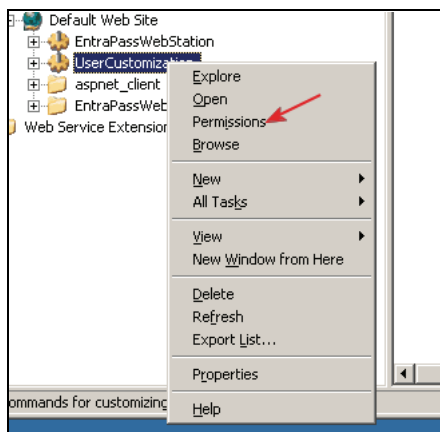 Default Web Site
EntraPassWebStation
UserCustomization
aspnet_client
EntraPassWeb
Web Service Extension
Explore
Open
Permissions
Browse
New
All Tasks
View
New Window from Here
Delete
Refresh
Export List...
Properties
Help
ommands for customizing